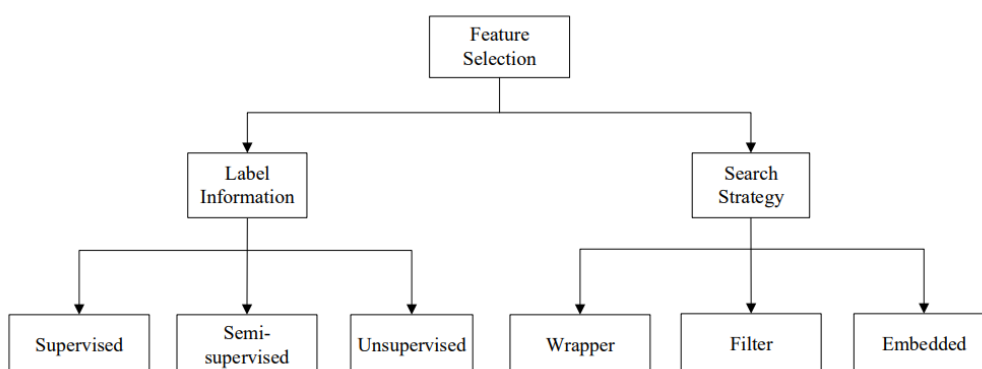 Feature
Selection
Label
Information
Search
Strategy
Supervised
Semi-
supervised
Unsupervised
Wrapper
Filter
Embedded